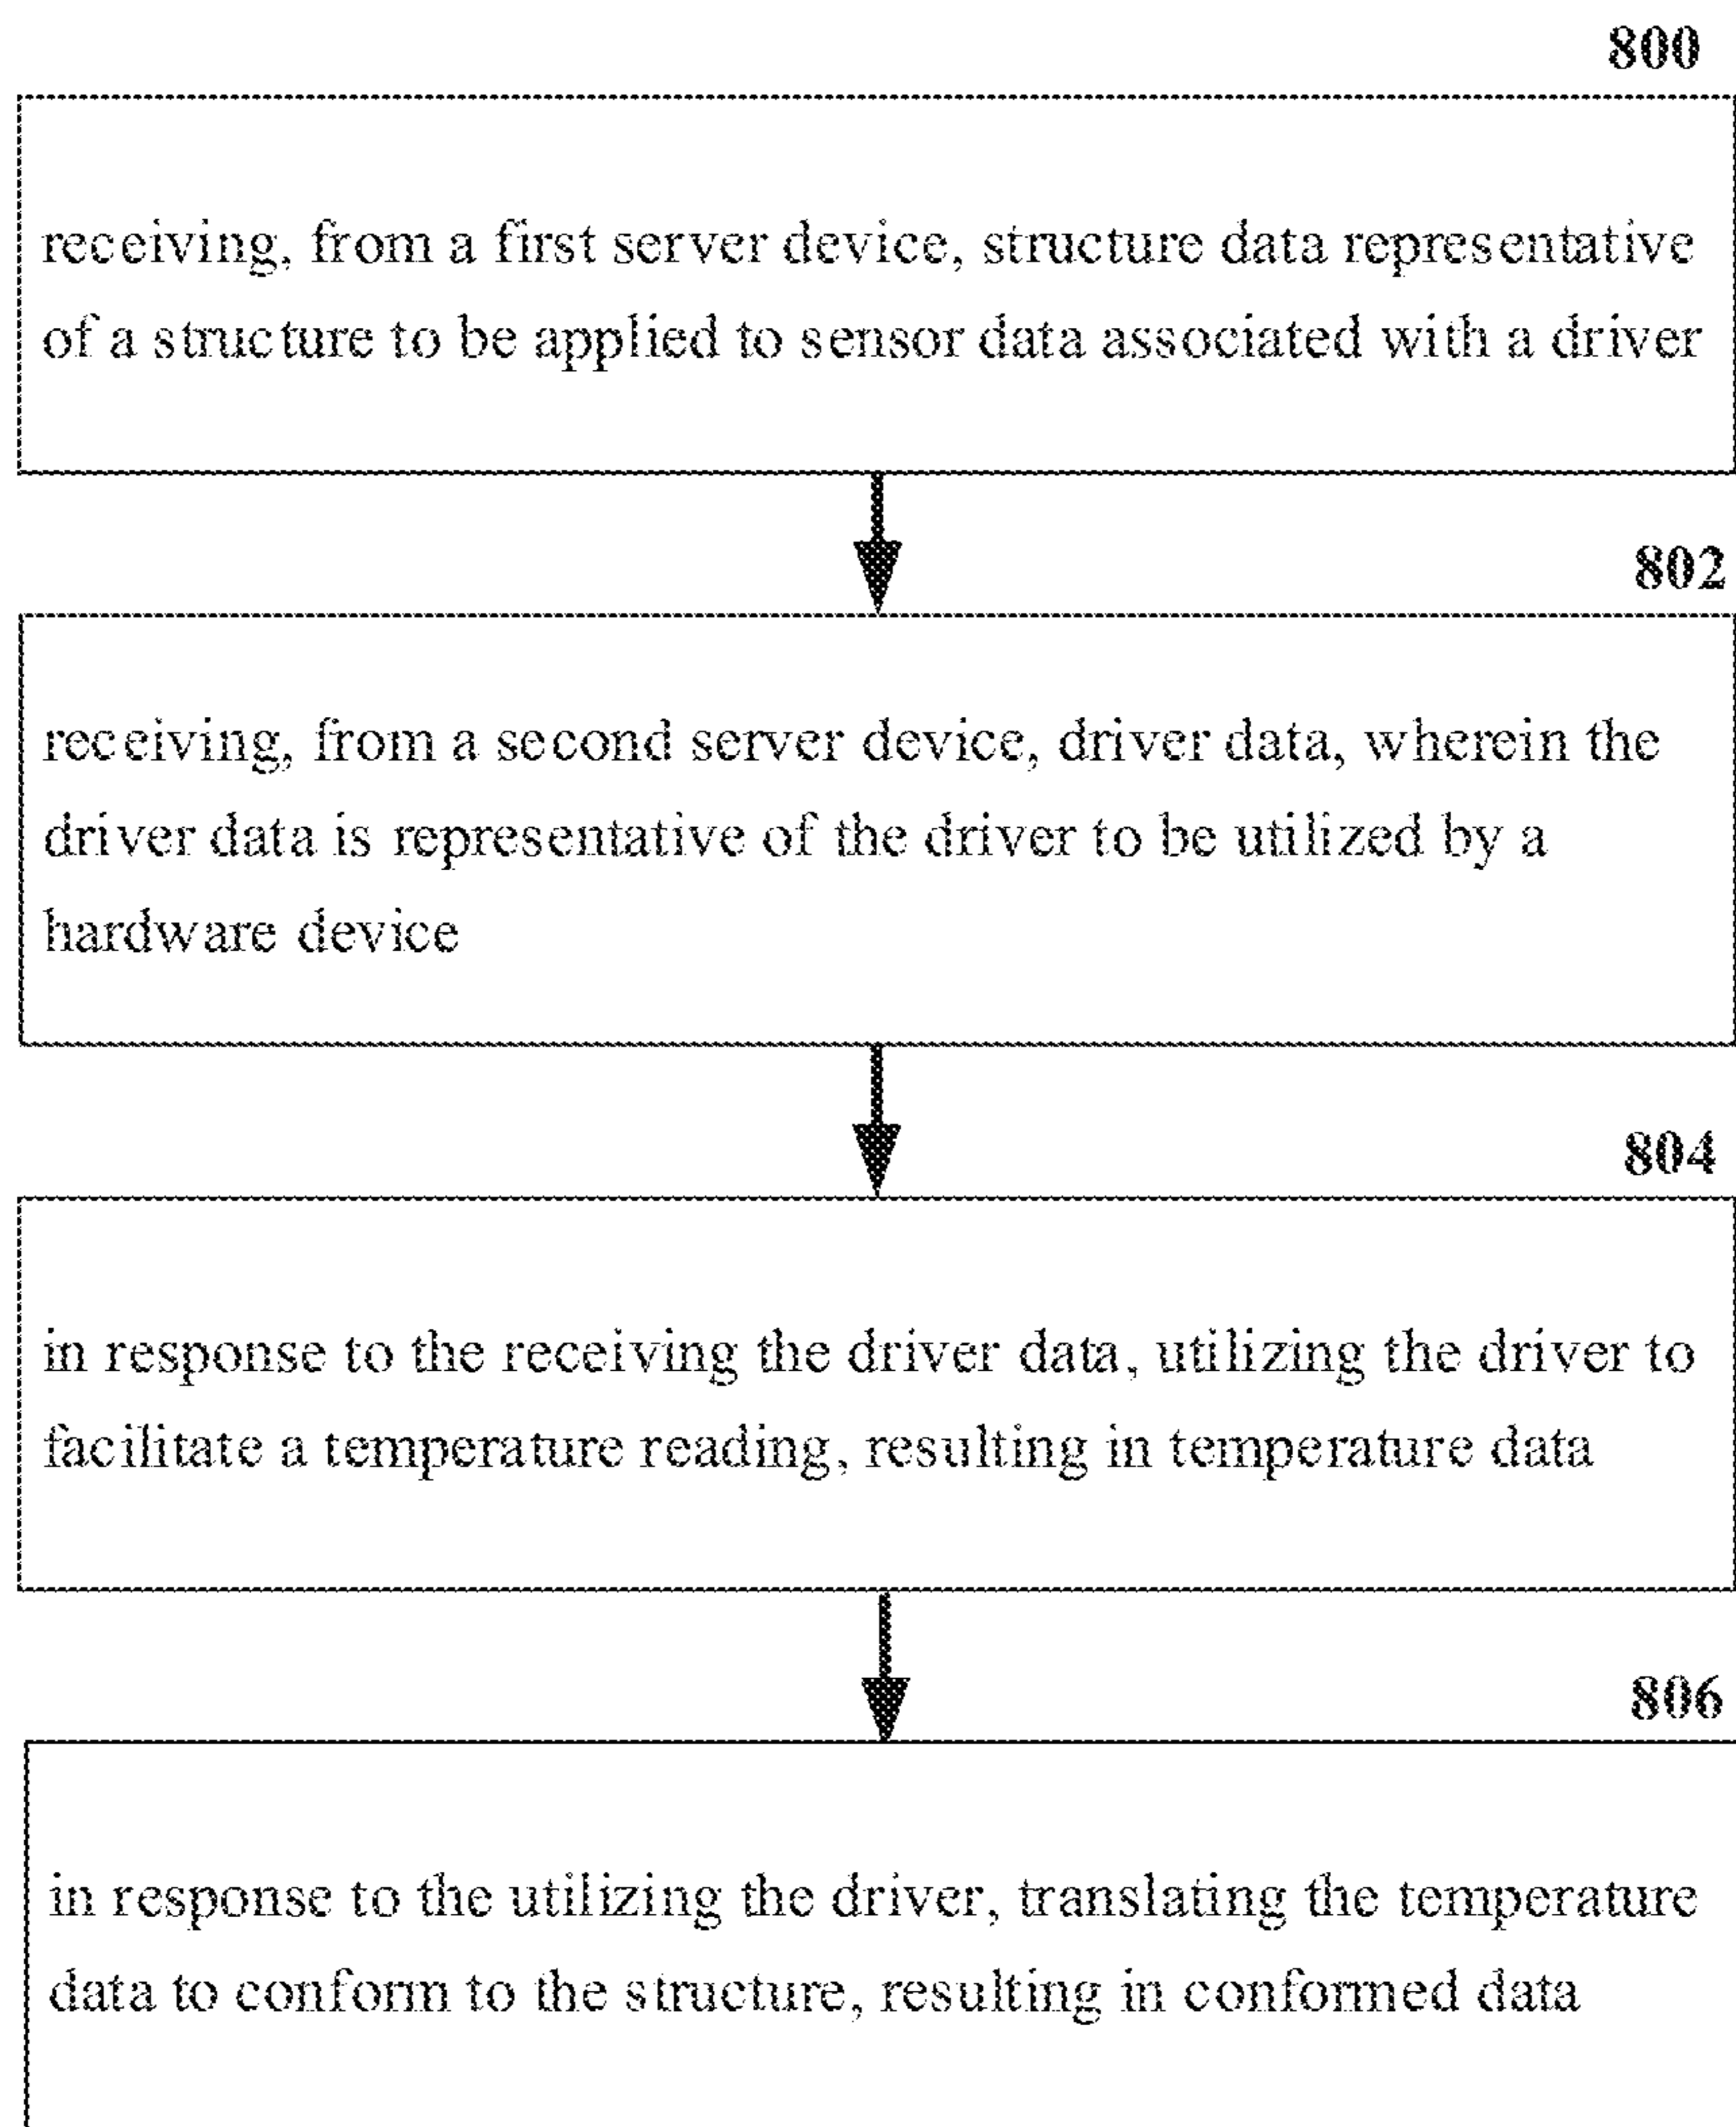 800
receiving, from a first server device, structure data representative
of a structure to be applied to sensor data associated with a driver
802
receiving, from a second server device, driver data, wherein the
driver data is representative of the driver to be utilized by a
hardware device
804
in response to the receiving the driver data, utilizing the driver to
facilitate a temperature reading, resulting in temperature data
806
in response to the utilizing the driver, translating the temperature
data to conform to the structure, resulting in conformed data